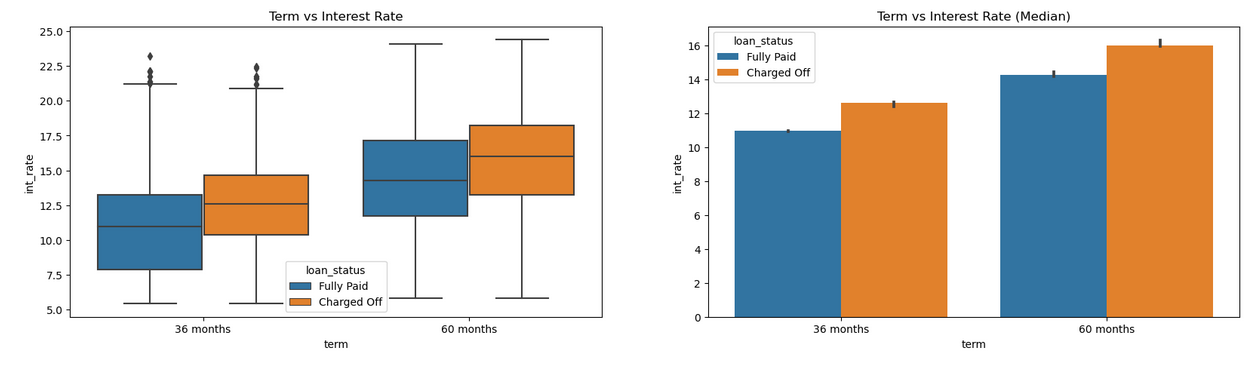 Term vs Interest Rate
25.0
22.5
20.0
17.5
15.0
12.5
10.0
7.5
5.0
int_rate
loan_status
Fully Paid
Charged Off
36 months
60 months
term
Term vs Interest Rate (Median)
16
14
12
10
8
6
4
2
0
int_rate
loan_status
Fully Paid
Charged Off
36 months
60 months
term